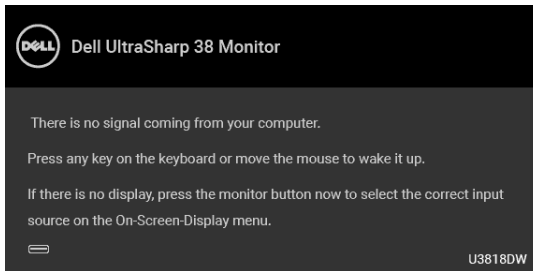 DELL
Dell UltraSharp 38 Monitor
There is no signal coming from your computer.
Press any key on the keyboard or move the mouse to wake it up.
If there is no display, press the monitor button now to select the correct input
source on the On-Screen-Display menu.
U3818DW